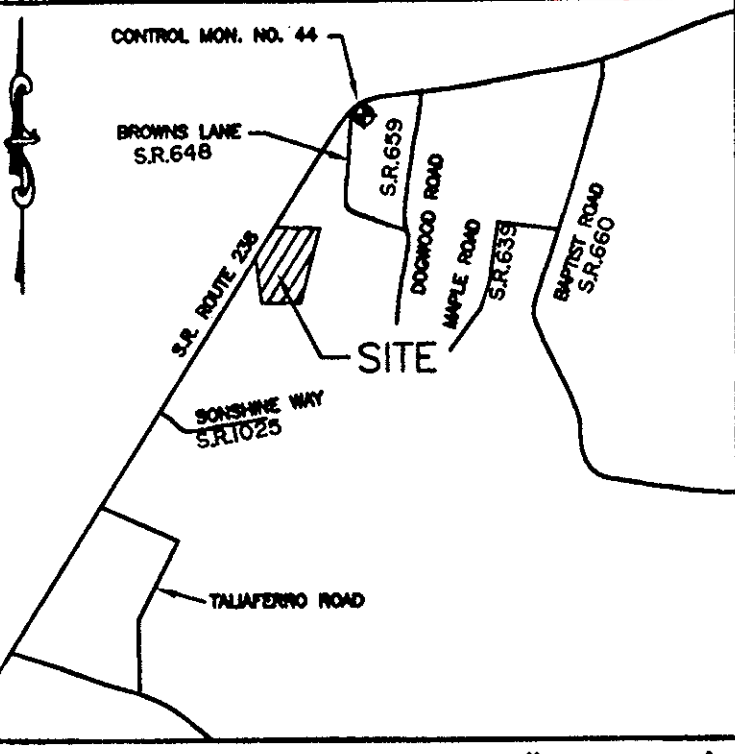 CONTROL MON. NO. 44
BROWNS LANE
S.R.648
S.R.659
DOGWOOD ROAD
MAPLE ROAD
S.R.639
BAPTIST ROAD
S.R.660
S.R. ROUTE 238
SITE
SONSHINE WAY
S.R.1025
TALIAFERRO ROAD